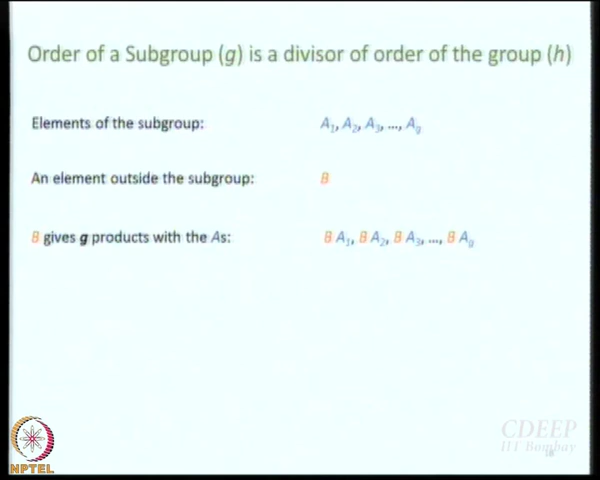 Order of a Subgroup (g) is a divisor of order of the group (h)
Elements of the subgroup: A1, A2, A3, ..., Ag
An element outside the subgroup: B
B gives g products with the As: B A1, B A2, B A3, ..., B Ag
CDEEP
IIT Bombay
NPTEL